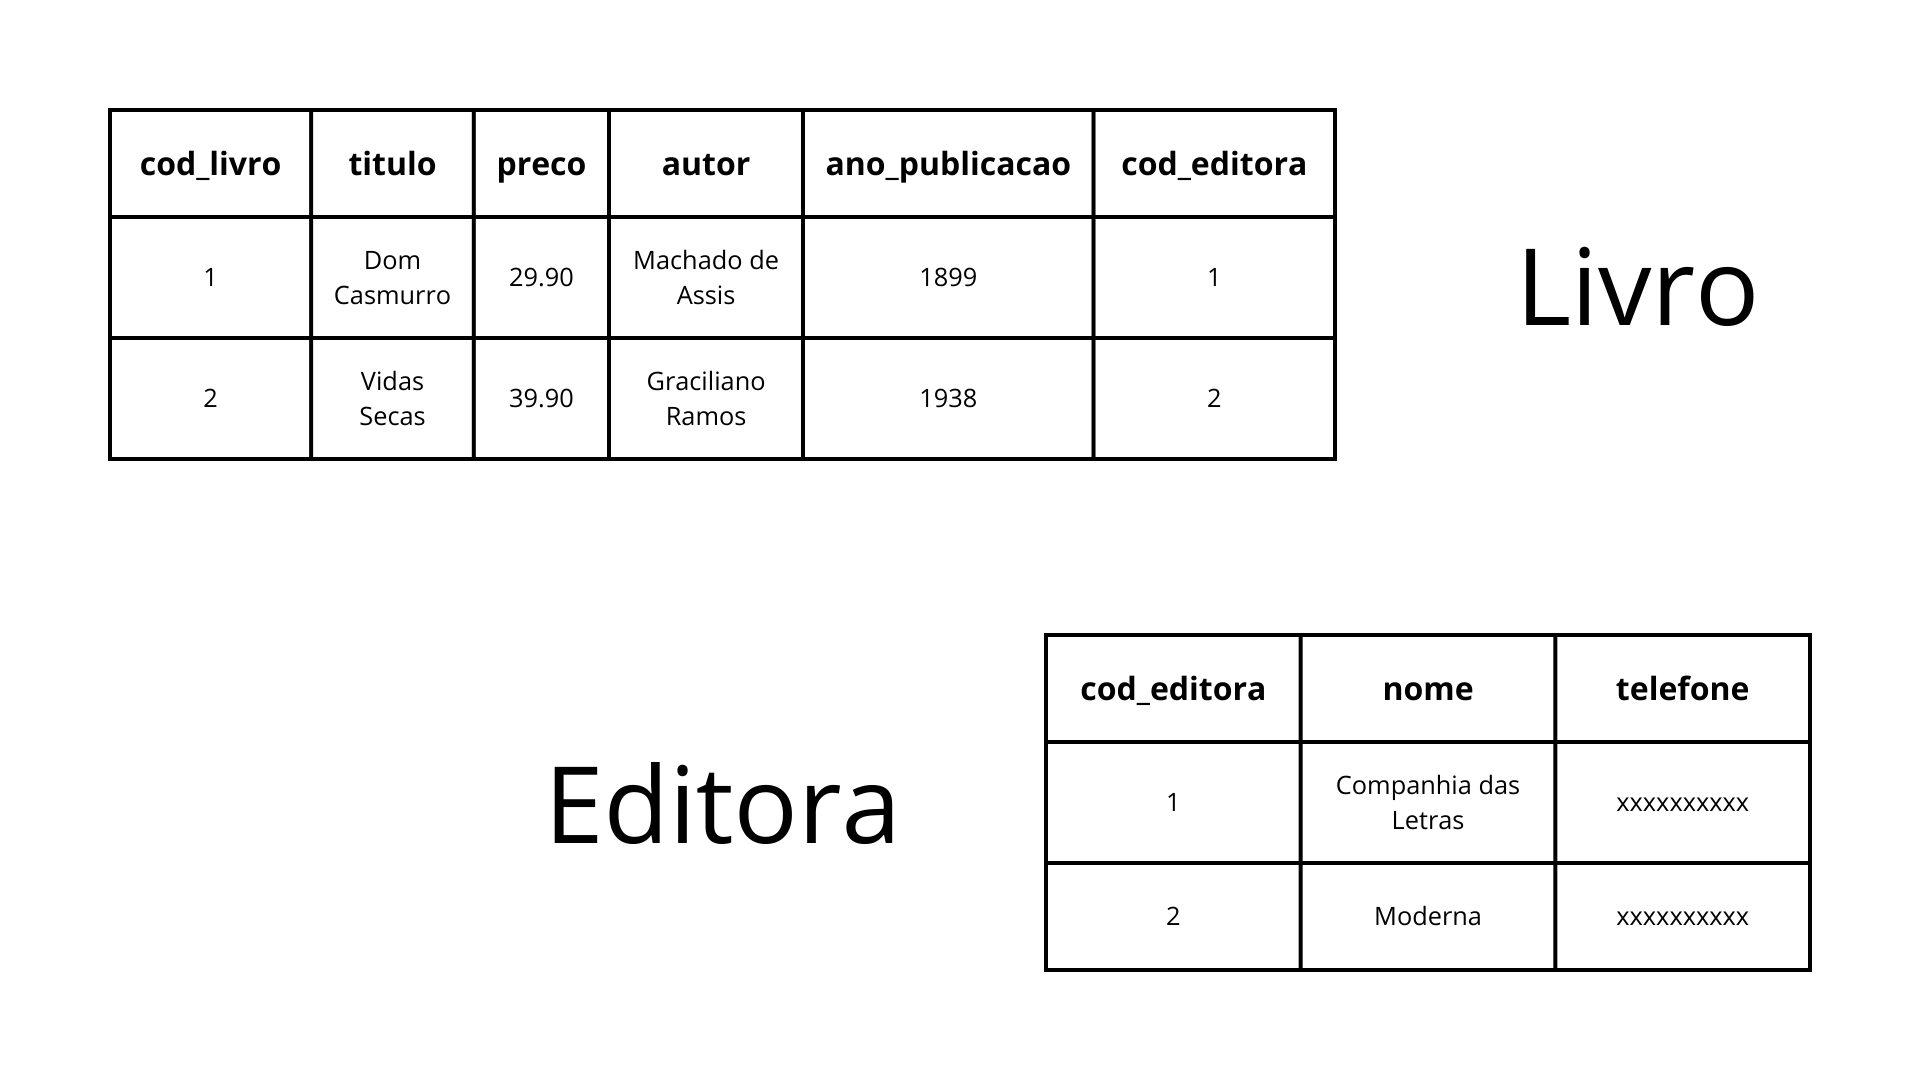 cod_livro titulo preco autor ano_publicacao cod_editora
1 Dom Casmurro 29.90 Machado de Assis 1899 1
2 Vidas Secas 39.90 Graciliano Ramos 1938 2
Livro
Editora
cod_editora nome telefone
1 Companhia das Letras xxxxxxxxxx
2 Moderna xxxxxxxxxx